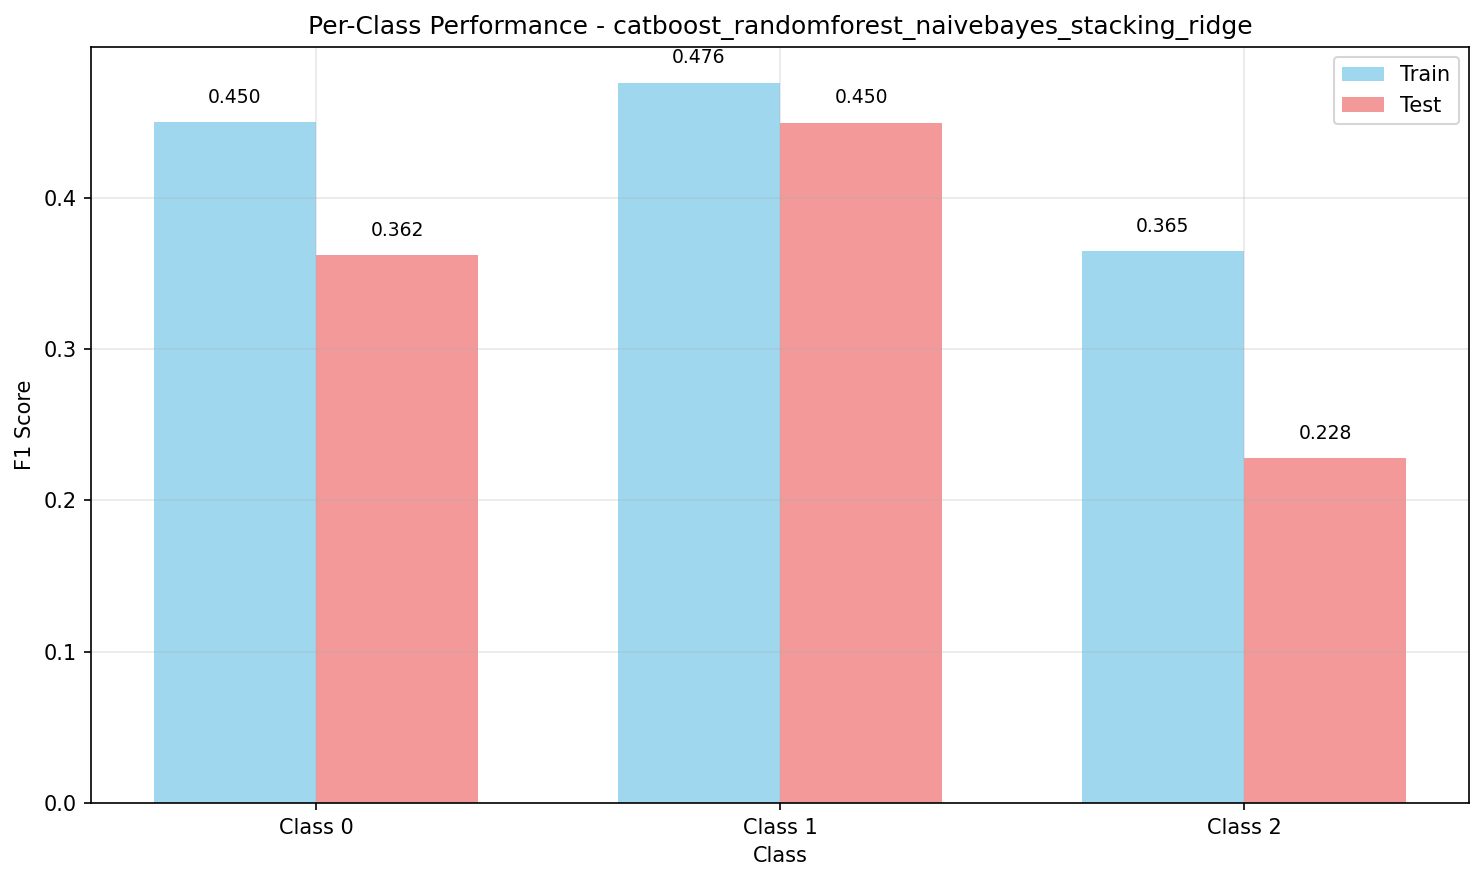 Per-Class Performance - catboost_randomforest_naivebayes_stacking_ridge
0.476
0.450
0.450
0.362
0.365
0.228
Train
Test
F1 Score
0.4
0.3
0.2
0.1
0.0
Class 0
Class 1
Class 2
Class